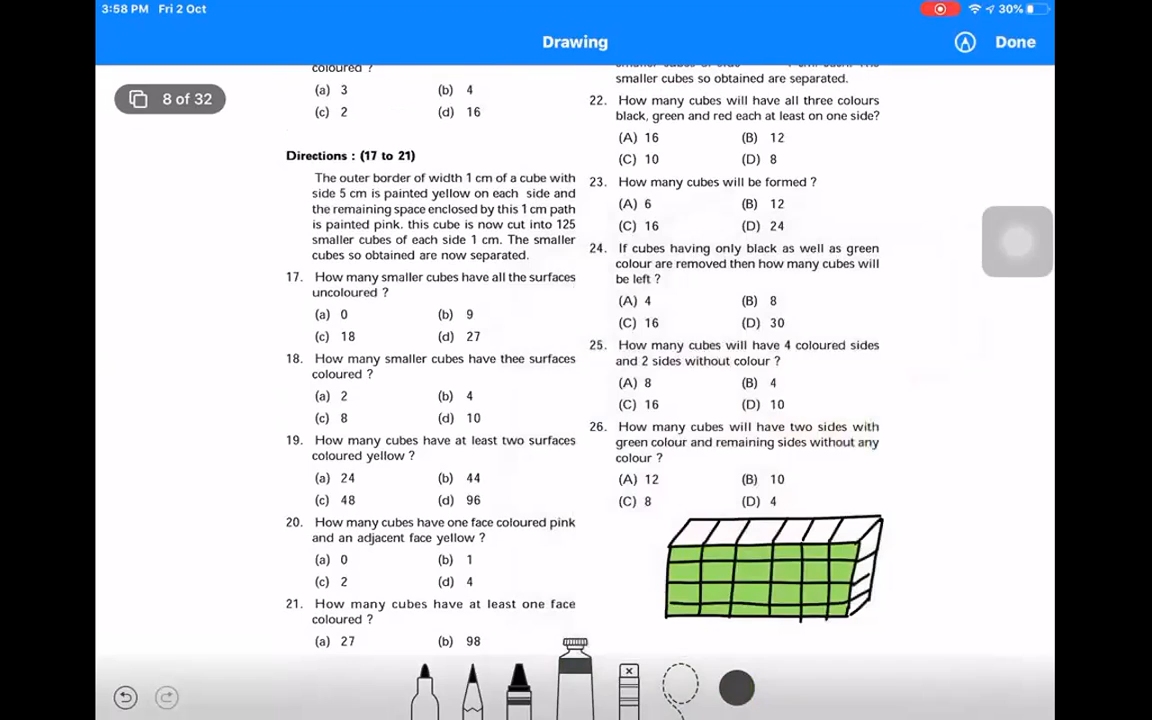 3:58 PM Fri 2 Oct
30%
Drawing
Done
8 of 32
coloured ?
(a) 3 (b) 4
(c) 2 (d) 16
Directions : (17 to 21)
The outer border of width 1 cm of a cube with
side 5 cm is painted yellow on each side and
the remaining space enclosed by this 1 cm path
is painted pink. this cube is now cut into 125
smaller cubes of each side 1 cm. The smaller
cubes so obtained are now separated.
17. How many smaller cubes have all the surfaces
uncoloured ?
(a) 0 (b) 9
(c) 18 (d) 27
18. How many smaller cubes have thee surfaces
coloured ?
(a) 2 (b) 4
(c) 8 (d) 10
19. How many cubes have at least two surfaces
coloured yellow ?
(a) 24 (b) 44
(c) 48 (d) 96
20. How many cubes have one face coloured pink
and an adjacent face yellow ?
(a) 0 (b) 1
(c) 2 (d) 4
21. How many cubes have at least one face
coloured ?
(a) 27 (b) 98
smaller cubes so obtained are separated.
22. How many cubes will have all three colours
black, green and red each at least on one side?
(A) 16 (B) 12
(C) 10 (D) 8
23. How many cubes will be formed ?
(A) 6 (B) 12
(C) 16 (D) 24
24. If cubes having only black as well as green
colour are removed then how many cubes will
be left ?
(A) 4 (B) 8
(C) 16 (D) 30
25. How many cubes will have 4 coloured sides
and 2 sides without colour ?
(A) 8 (B) 4
(C) 16 (D) 10
26. How many cubes will have two sides with
green colour and remaining sides without any
colour ?
(A) 12 (B) 10
(C) 8 (D) 4